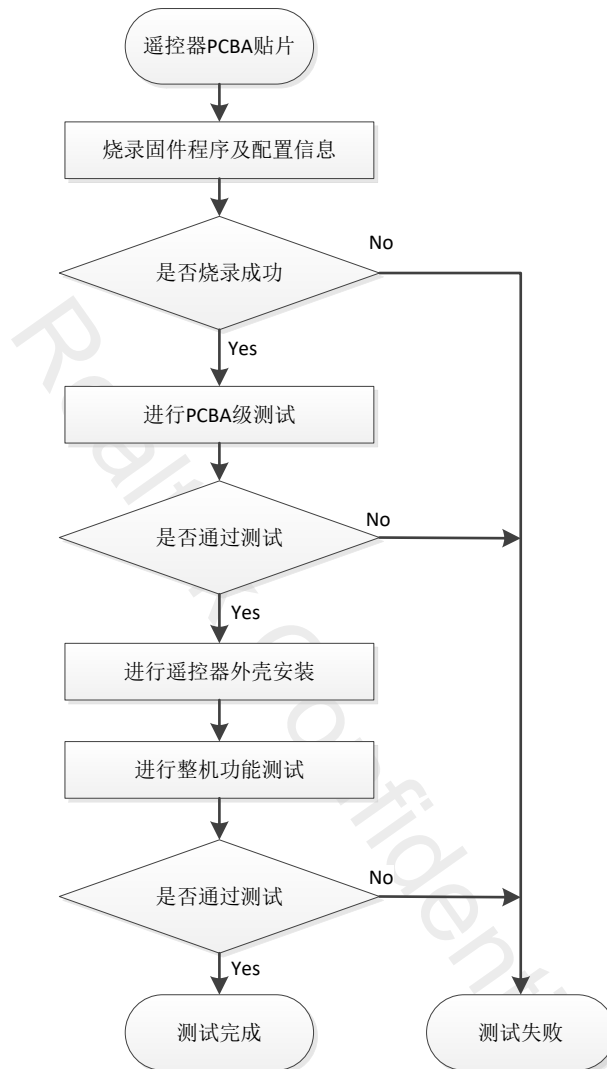 遥控器PCBA贴片
烧录固件程序及配置信息
No
是否烧录成功
Yes
进行PCBA级测试
No
是否通过测试
Yes
进行遥控器外壳安装
进行整机功能测试
No
是否通过测试
Yes
测试完成
测试失败